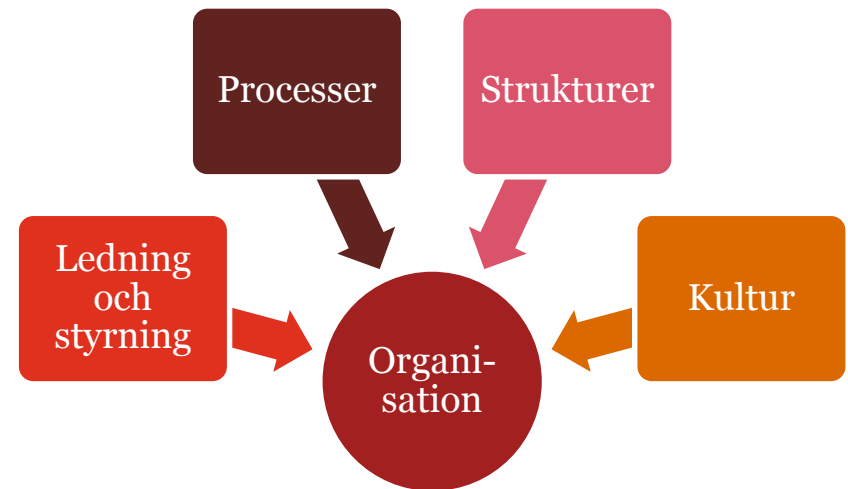 Processer
Strukturer
Ledning
och
styrning
Kultur
Organi-
sation